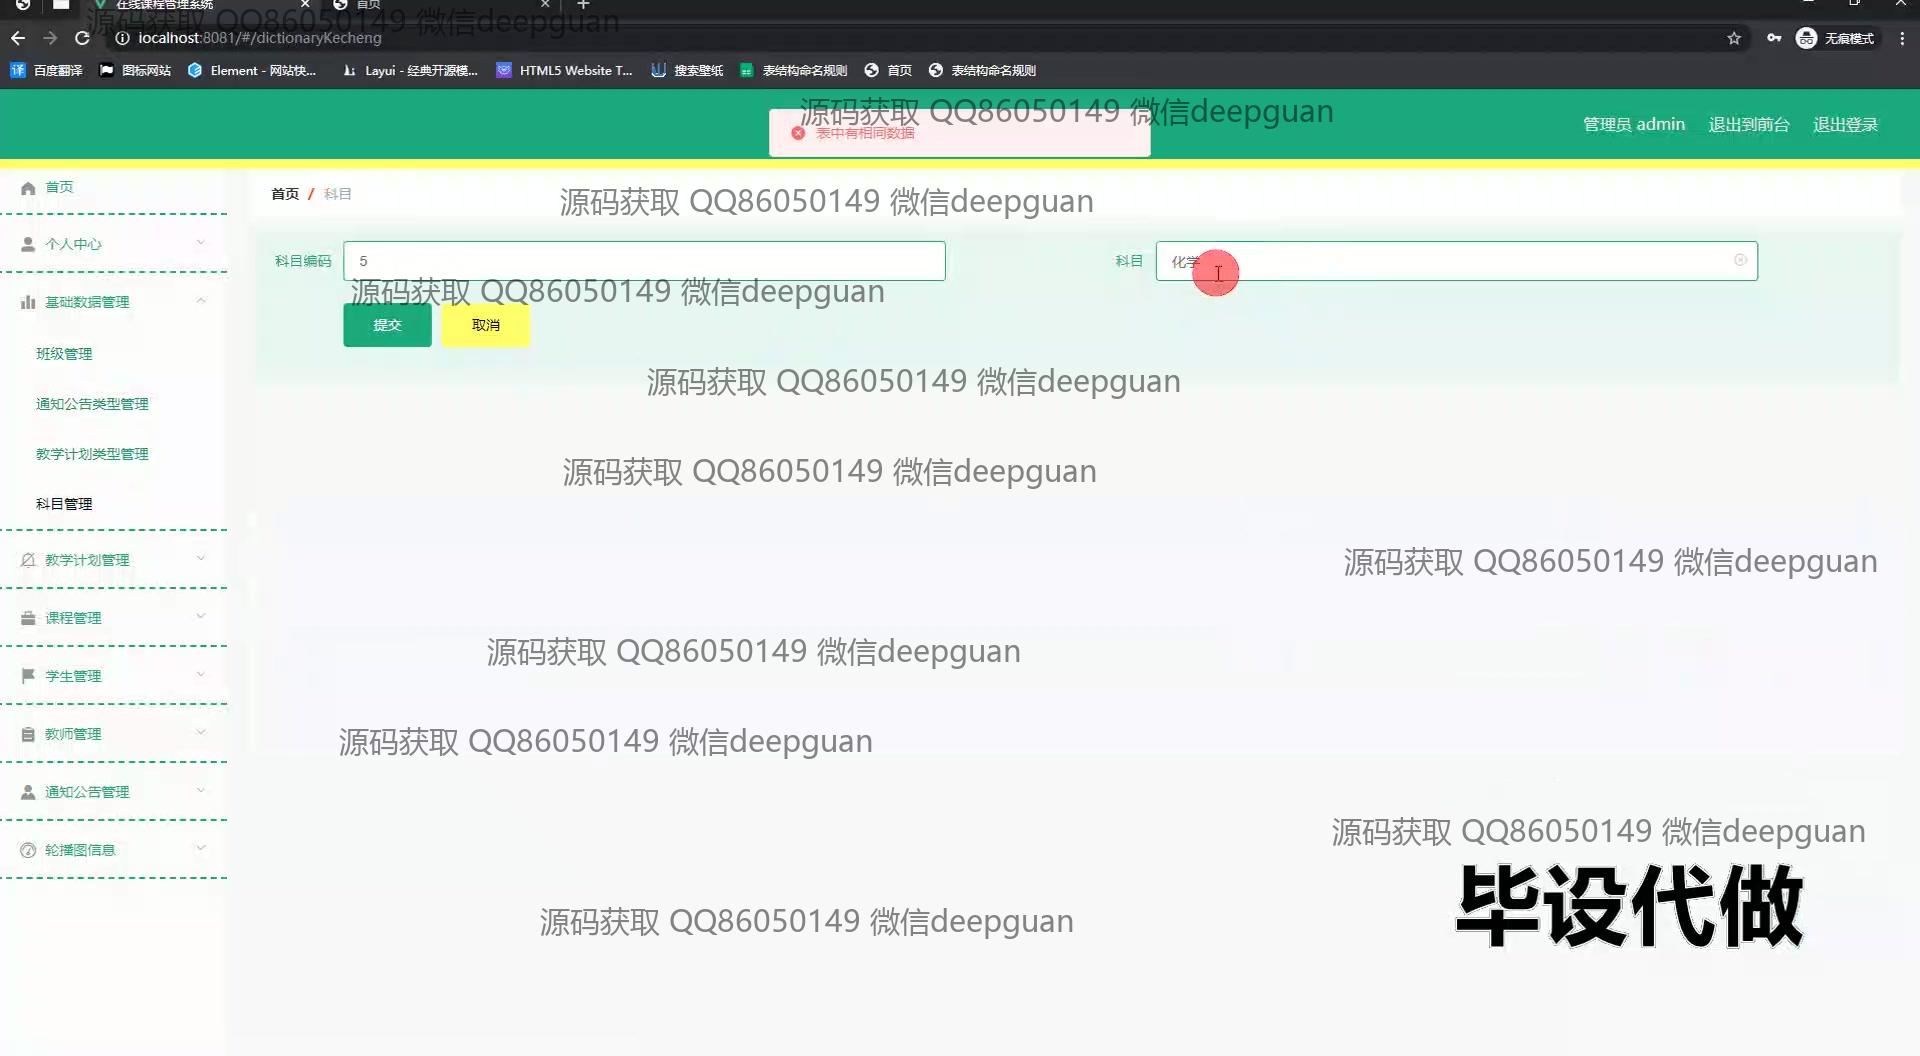 在线课程管理系统
首页
源码获取 QQ86050149 微信deepguan
localhost:8081/#/dictionaryKecheng
无痕模式
百度翻译
图标网站
Element - 网站快...
Layui - 经典开源模...
HTML5 Website T...
搜索壁纸
表结构命名规则
首页
表结构命名规则
源码获取 QQ86050149 微信deepguan
表中有相同数据
管理员 admin
退出到前台
退出登录
首页
首页 / 科目
源码获取 QQ86050149 微信deepguan
个人中心
科目编码
5
科目
化学
源码获取 QQ86050149 微信deepguan
基础数据管理
提交
取消
班级管理
源码获取 QQ86050149 微信deepguan
通知公告类型管理
教学计划类型管理
源码获取 QQ86050149 微信deepguan
科目管理
教学计划管理
源码获取 QQ86050149 微信deepguan
课程管理
源码获取 QQ86050149 微信deepguan
学生管理
教师管理
源码获取 QQ86050149 微信deepguan
通知公告管理
源码获取 QQ86050149 微信deepguan
轮播图信息
毕设代做
源码获取 QQ86050149 微信deepguan